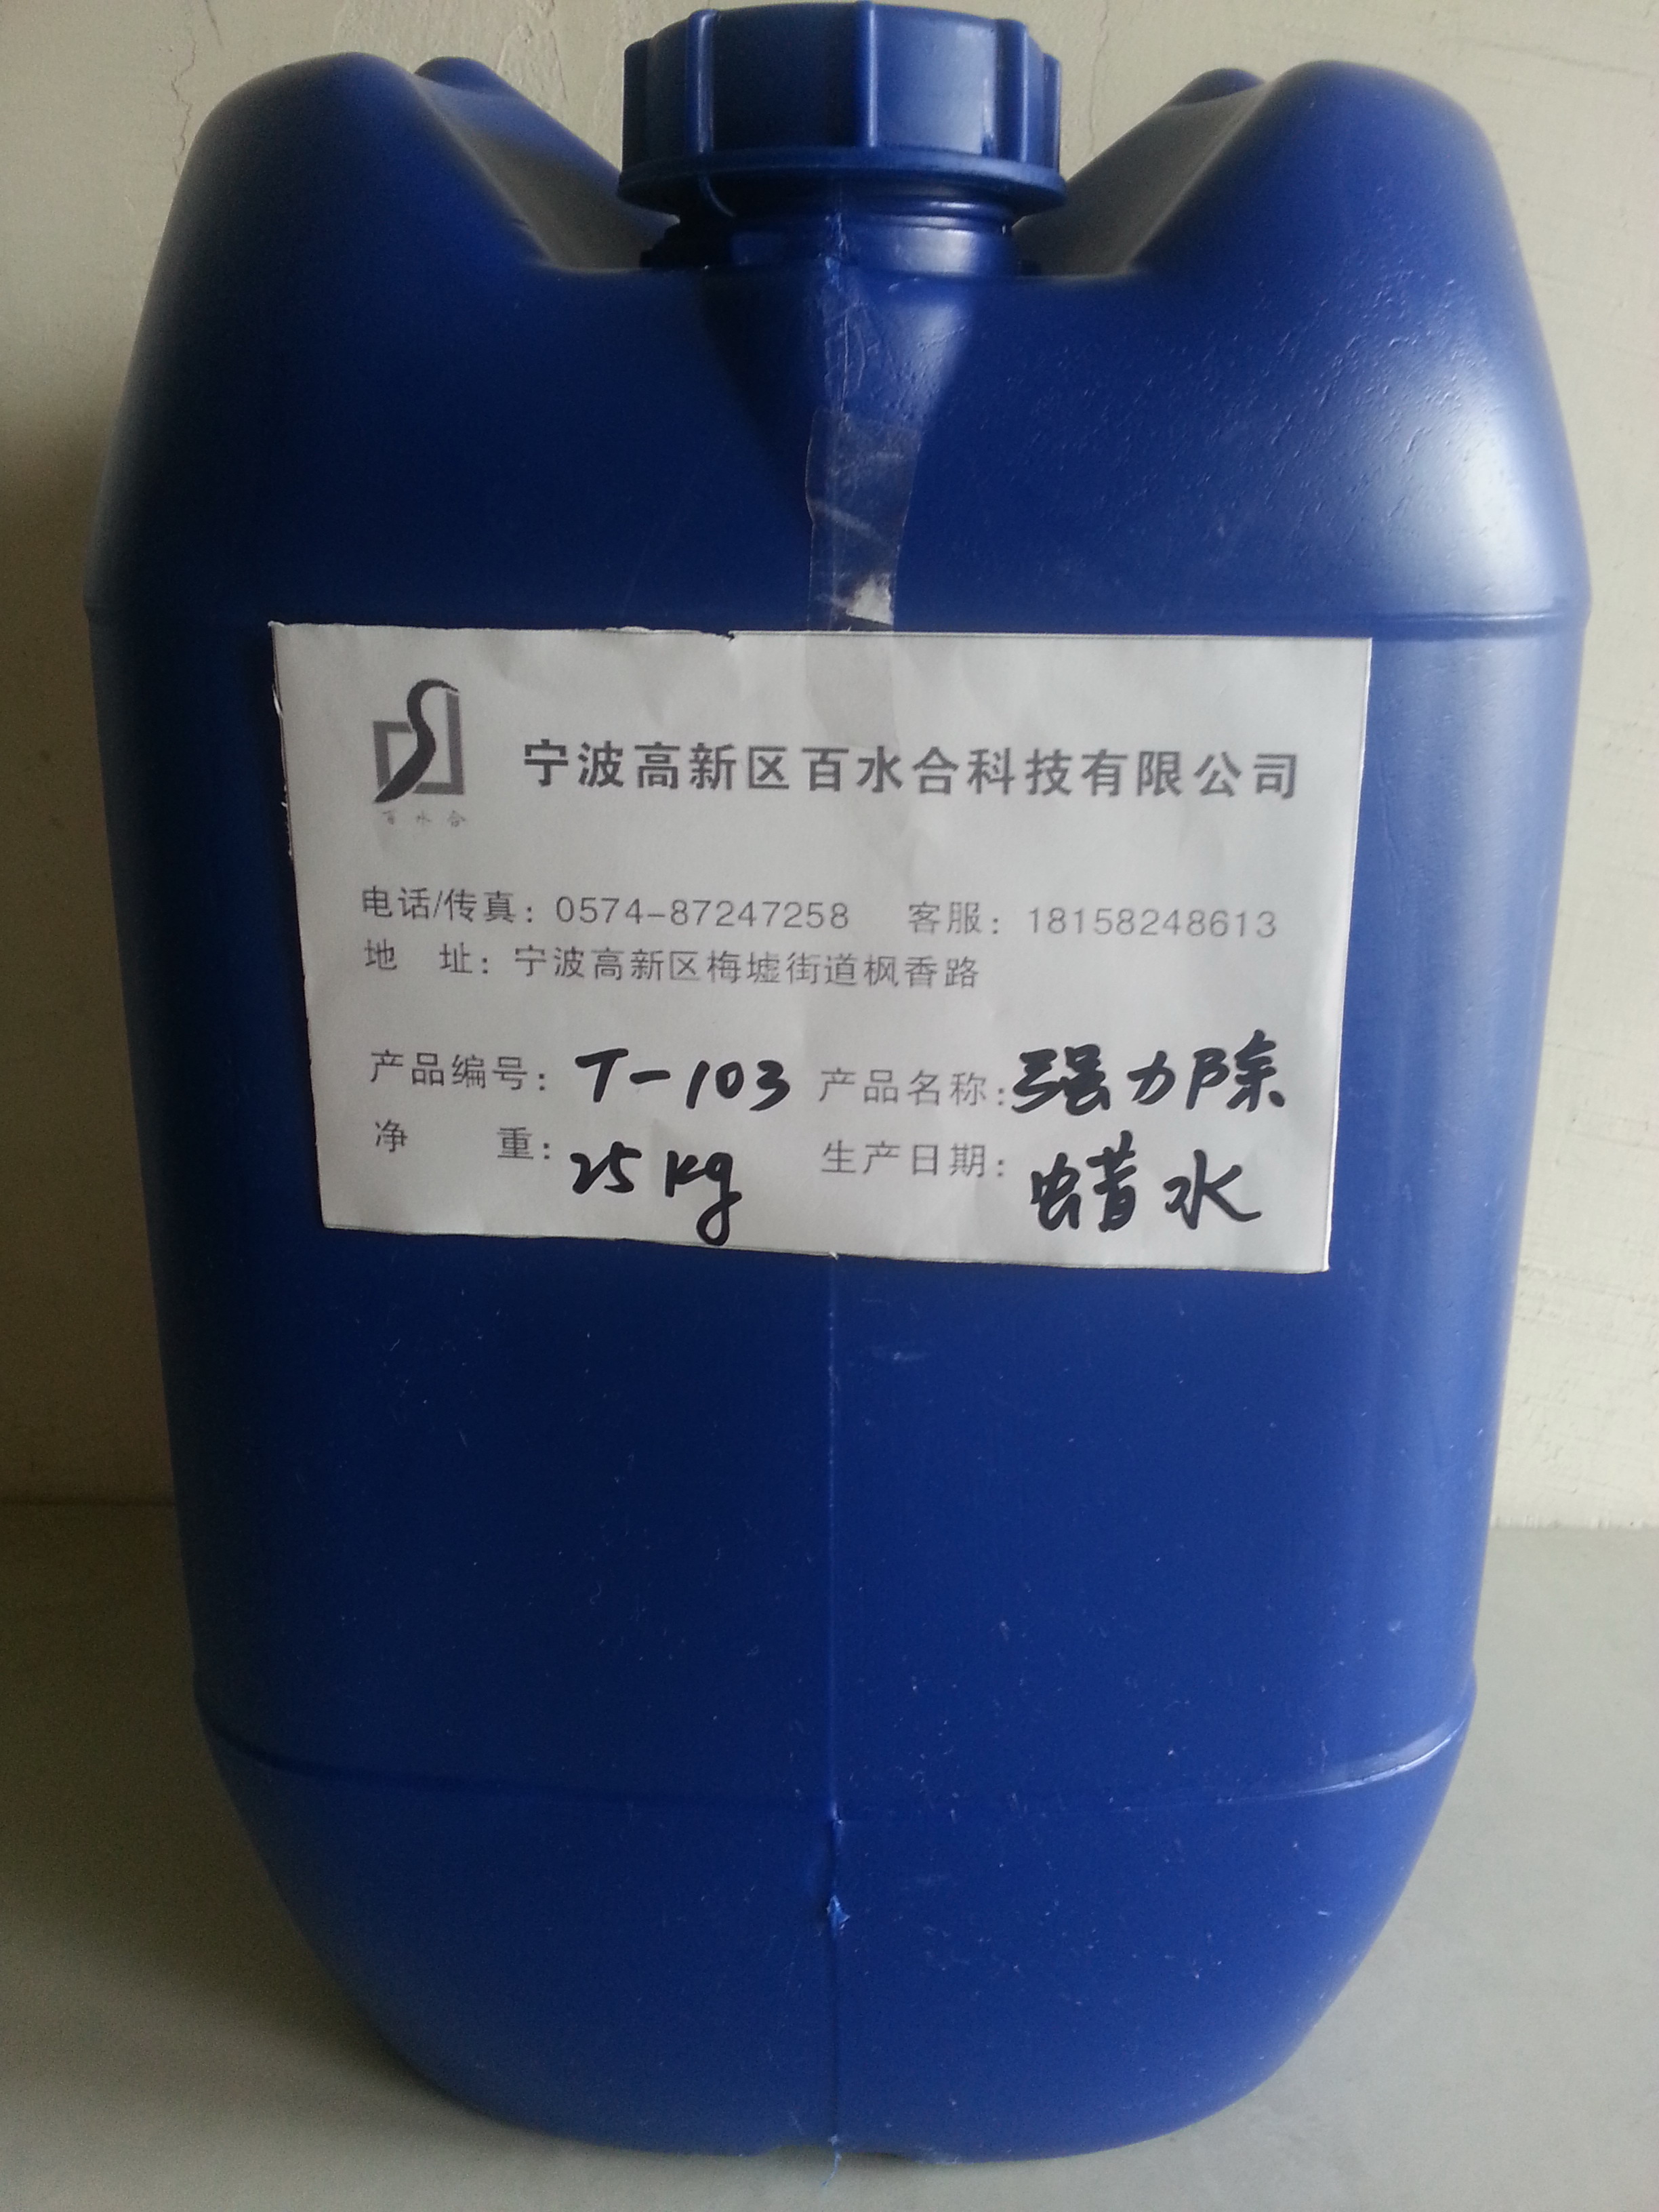 百水合
宁波高新区百水合科技有限公司
电话/传真：0574-87247258 客服：18158248613
地 址：宁波高新区梅墟街道枫香路
产品编号：T-103 产品名称：强力除
净 重：25kg 生产日期：蜡水